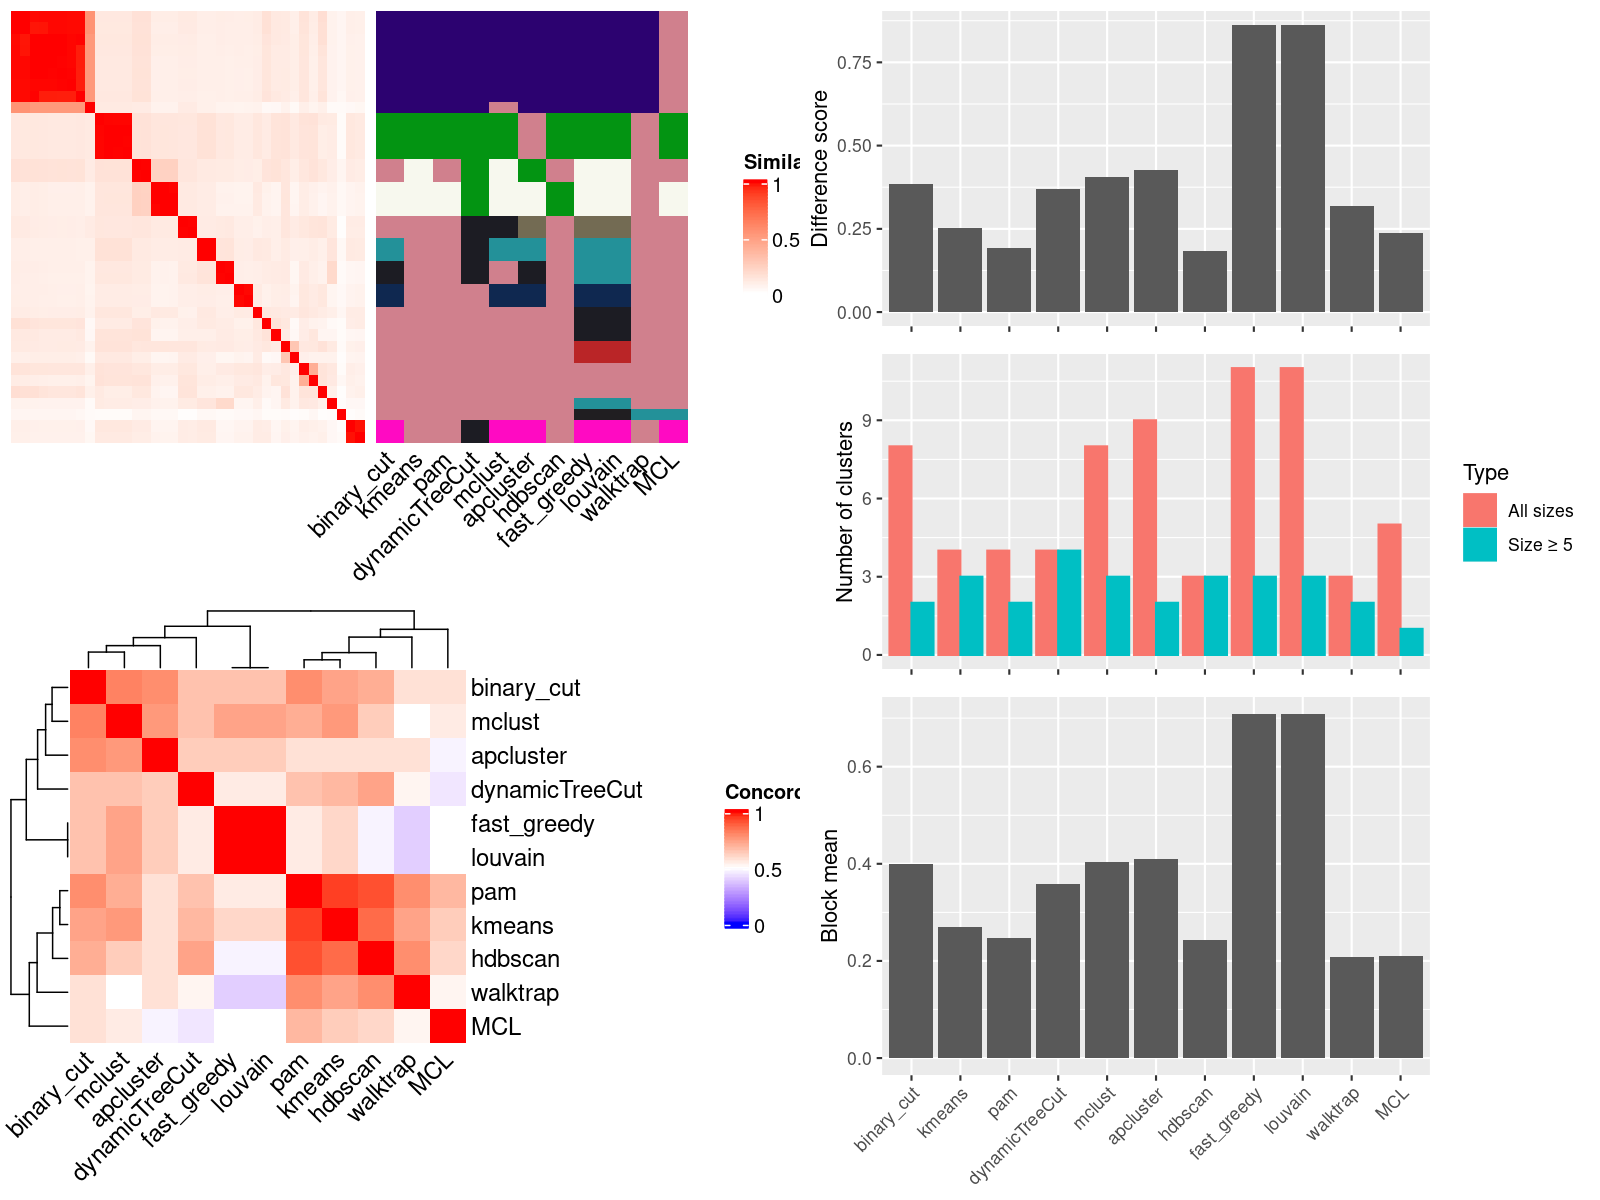 Simila
1
0.5
0
binary_cut
kmeans
pam
dynamicTreeCut
mclust
apcluster
hdbscan
fast_greedy
louvain
walktrap
MCL
Difference score
0.75
0.50
0.25
0.00
Number of clusters
9
6
3
0
Type
All sizes
Size ≥ 5
binary_cut
mclust
apcluster
dynamicTreeCut
fast_greedy
louvain
pam
kmeans
hdbscan
walktrap
MCL
binary_cut
mclust
apcluster
dynamicTreeCut
fast_greedy
louvain
pam
kmeans
hdbscan
walktrap
MCL
Concord
1
0.5
0
Block mean
0.6
0.4
0.2
0.0
binary_cut
kmeans
pam
dynamicTreeCut
mclust
apcluster
hdbscan
fast_greedy
louvain
walktrap
MCL